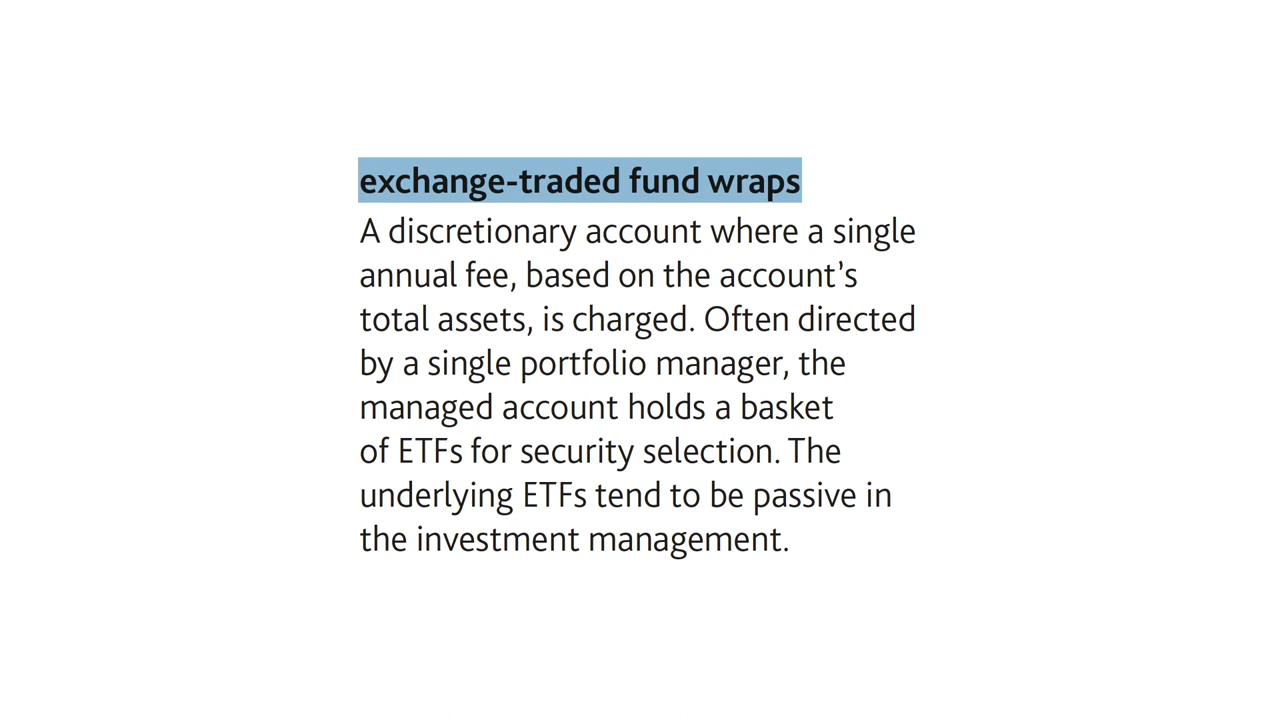 exchange-traded fund wraps
A discretionary account where a single
annual fee, based on the account’s
total assets, is charged. Often directed
by a single portfolio manager, the
managed account holds a basket
of ETFs for security selection. The
underlying ETFs tend to be passive in
the investment management.